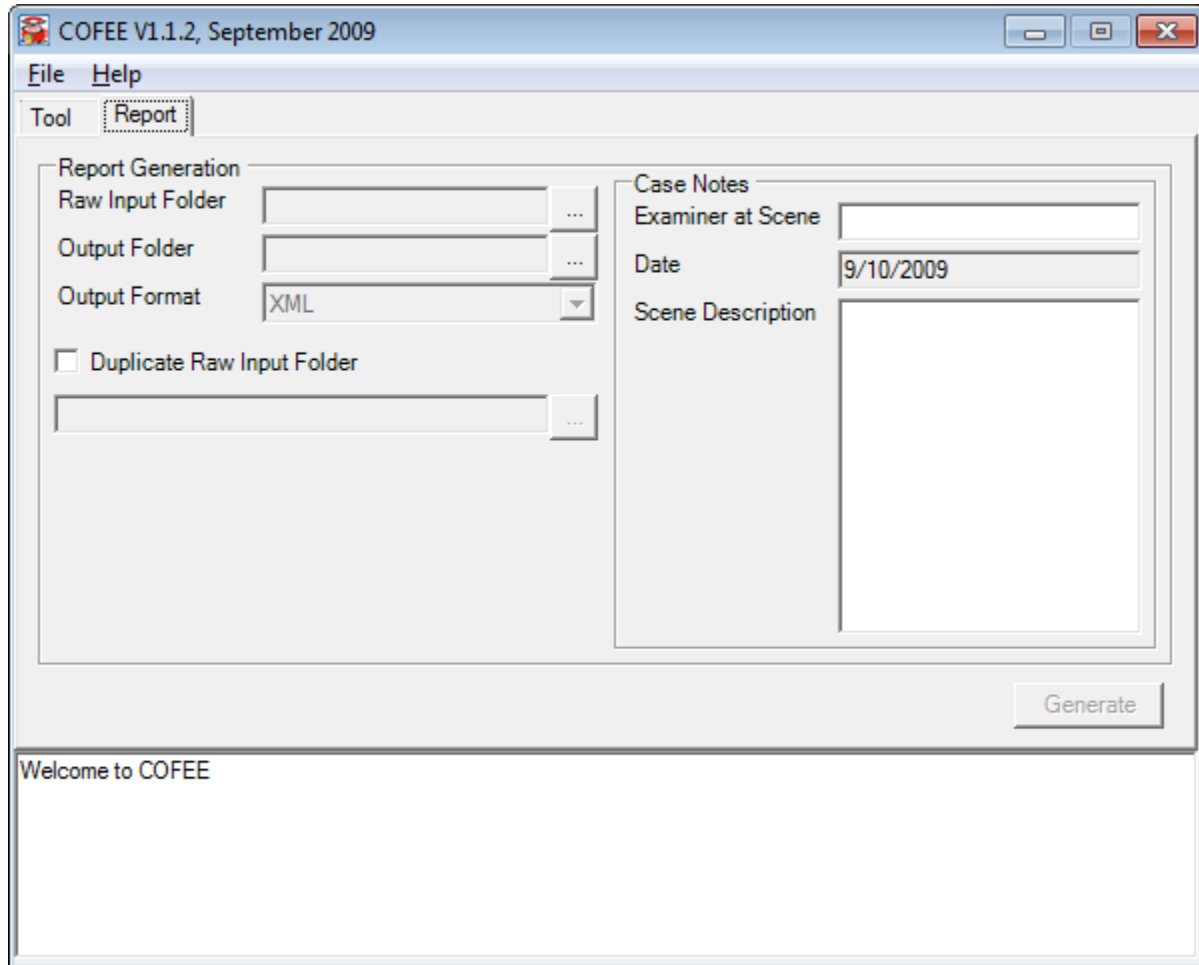 COFEE V1.1.2, September 2009
File Help
Tool Report
Report Generation
Raw Input Folder ...
Output Folder ...
Output Format XML
Duplicate Raw Input Folder
...
Case Notes
Examiner at Scene
Date 9/10/2009
Scene Description
Generate
Welcome to COFEE